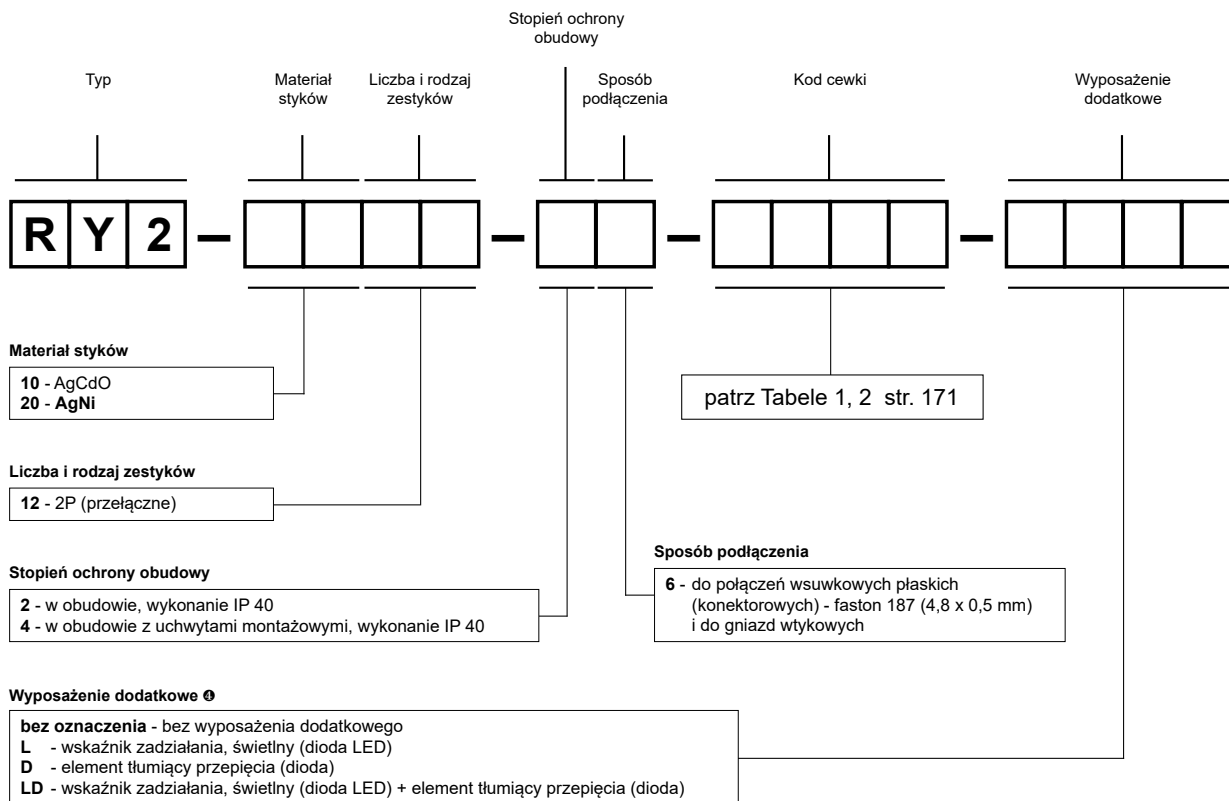 Stopień ochrony
obudowy
Typ
Materiał
styków
Liczba i rodzaj
zestyków
Sposób
podłączenia
Kod cewki
Wyposażenie
dodatkowe
R Y 2 – – – –
Materiał styków
10 - AgCdO
20 - AgNi
patrz Tabele 1, 2 str. 171
Liczba i rodzaj zestyków
12 - 2P (przełączne)
Stopień ochrony obudowy
2 - w obudowie, wykonanie IP 40
4 - w obudowie z uchwytami montażowymi, wykonanie IP 40
Sposób podłączenia
6 - do połączeń wsuwkowych płaskich
(konektorowych) - faston 187 (4,8 x 0,5 mm)
i do gniazd wtykowych
Wyposażenie dodatkowe ❹
bez oznaczenia - bez wyposażenia dodatkowego
L - wskaźnik zadziałania, świetlny (dioda LED)
D - element tłumiący przepięcia (dioda)
LD - wskaźnik zadziałania, świetlny (dioda LED) + element tłumiący przepięcia (dioda)